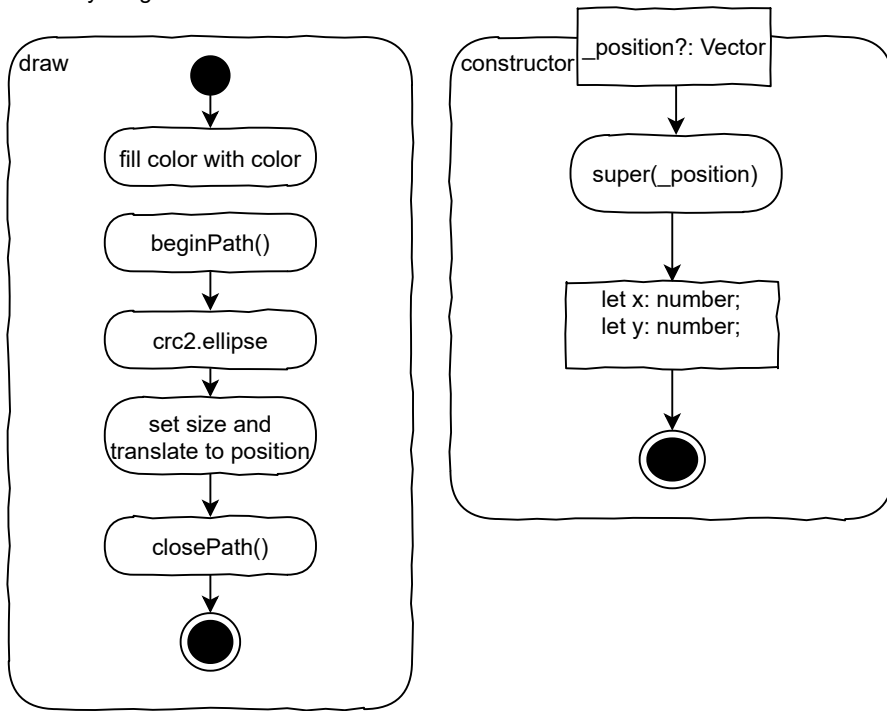 draw
fill color with color
beginPath()
crc2.ellipse
set size and
translate to position
closePath()
constructor
_position?: Vector
super(_position)
let x: number;
let y: number;